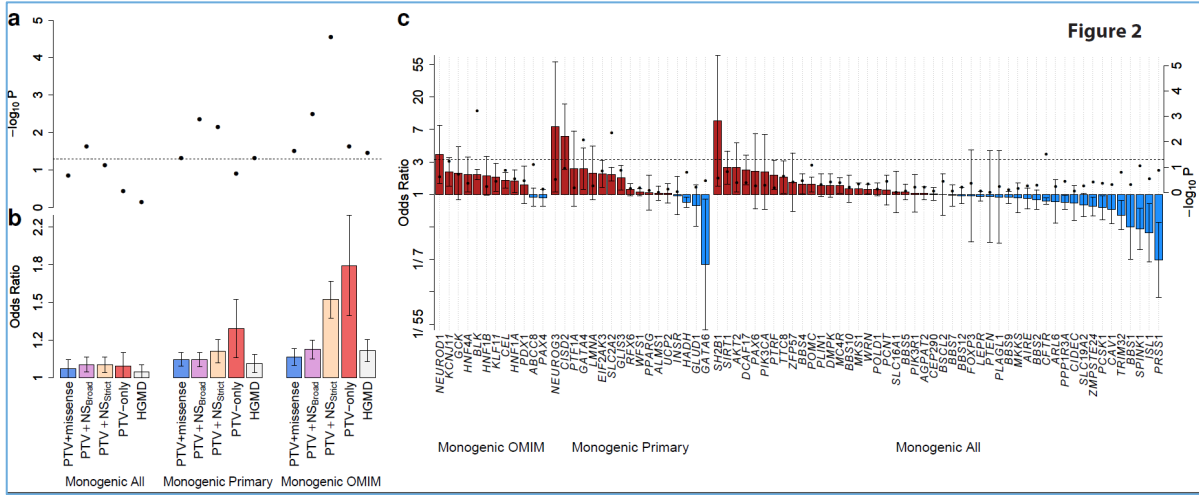 a
5
4
3
2
1
0
−log10 P
b
2.2
1.8
1.5
1.2
1
Odds Ratio
PTV+missense
PTV + NSBroad
PTV + NSStrict
PTV−only
HGMD
PTV+missense
PTV + NSBroad
PTV + NSStrict
PTV−only
HGMD
PTV+missense
PTV + NSBroad
PTV + NSStrict
PTV−only
HGMD
Monogenic All
Monogenic Primary
Monogenic OMIM
c
Figure 2
55
20
7
3
1
1/7
1/ 55
Odds Ratio
5
4
3
2
1
0
−log10 P
NEUROD1
KCNJ11
GCK
HNF4A
BLK
HNF1B
KLF11
CEL
HNF1A
PDX1
ABCC8
PAX4
NEUROG3
CISD2
PTF1A
GATA4
LMNA
EIF2AK3
SLC2A2
GLIS3
RFX6
WFS1
PPARG
ALMS1
UCP2
INSR
HADH
GLUD1
GATA6
SH2B1
SIRT1
AKT2
DCAF17
PAX6
PIK3CA
PTRF
TTC8
ZFP57
BBS4
POMC
PLIN1
DMPK
MC4R
BBS10
MKS1
WRN
POLD1
PCNT
SLC16A1
BBS5
PIK3R1
AGPAT2
CEP290
BSCL2
BBS7
BBS12
FOXP3
LEPR
PTEN
PLAGL1
BBS9
MKKS
AIRE
BBS2
CFTR
ARL6
PPP1R3A
CIDEC
SLC19A2
ZMPSTE24
PCSK1
CAV1
TRIM32
BBS1
SPINK1
STAT1
PRSS1
Monogenic OMIM
Monogenic Primary
Monogenic All